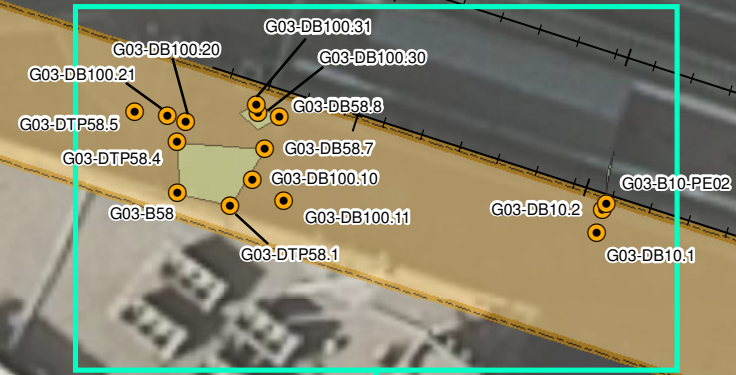 G03-DB100.31
G03-DB100.20
G03-DB100.30
G03-DB100.21
G03-DB58.8
G03-DTP58.5
G03-DB58.7
G03-DTP58.4
G03-DB100.10
G03-B10-PE02
G03-DB10.2
G03-B58
G03-DB100.11
G03-DTP58.1
G03-DB10.1